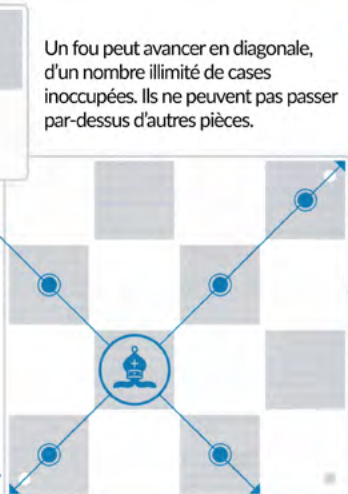 Un fou peut avancer en diagonale,
d'un nombre illimité de cases
inoccupées. Ils ne peuvent pas passer
par-dessus d'autres pièces.